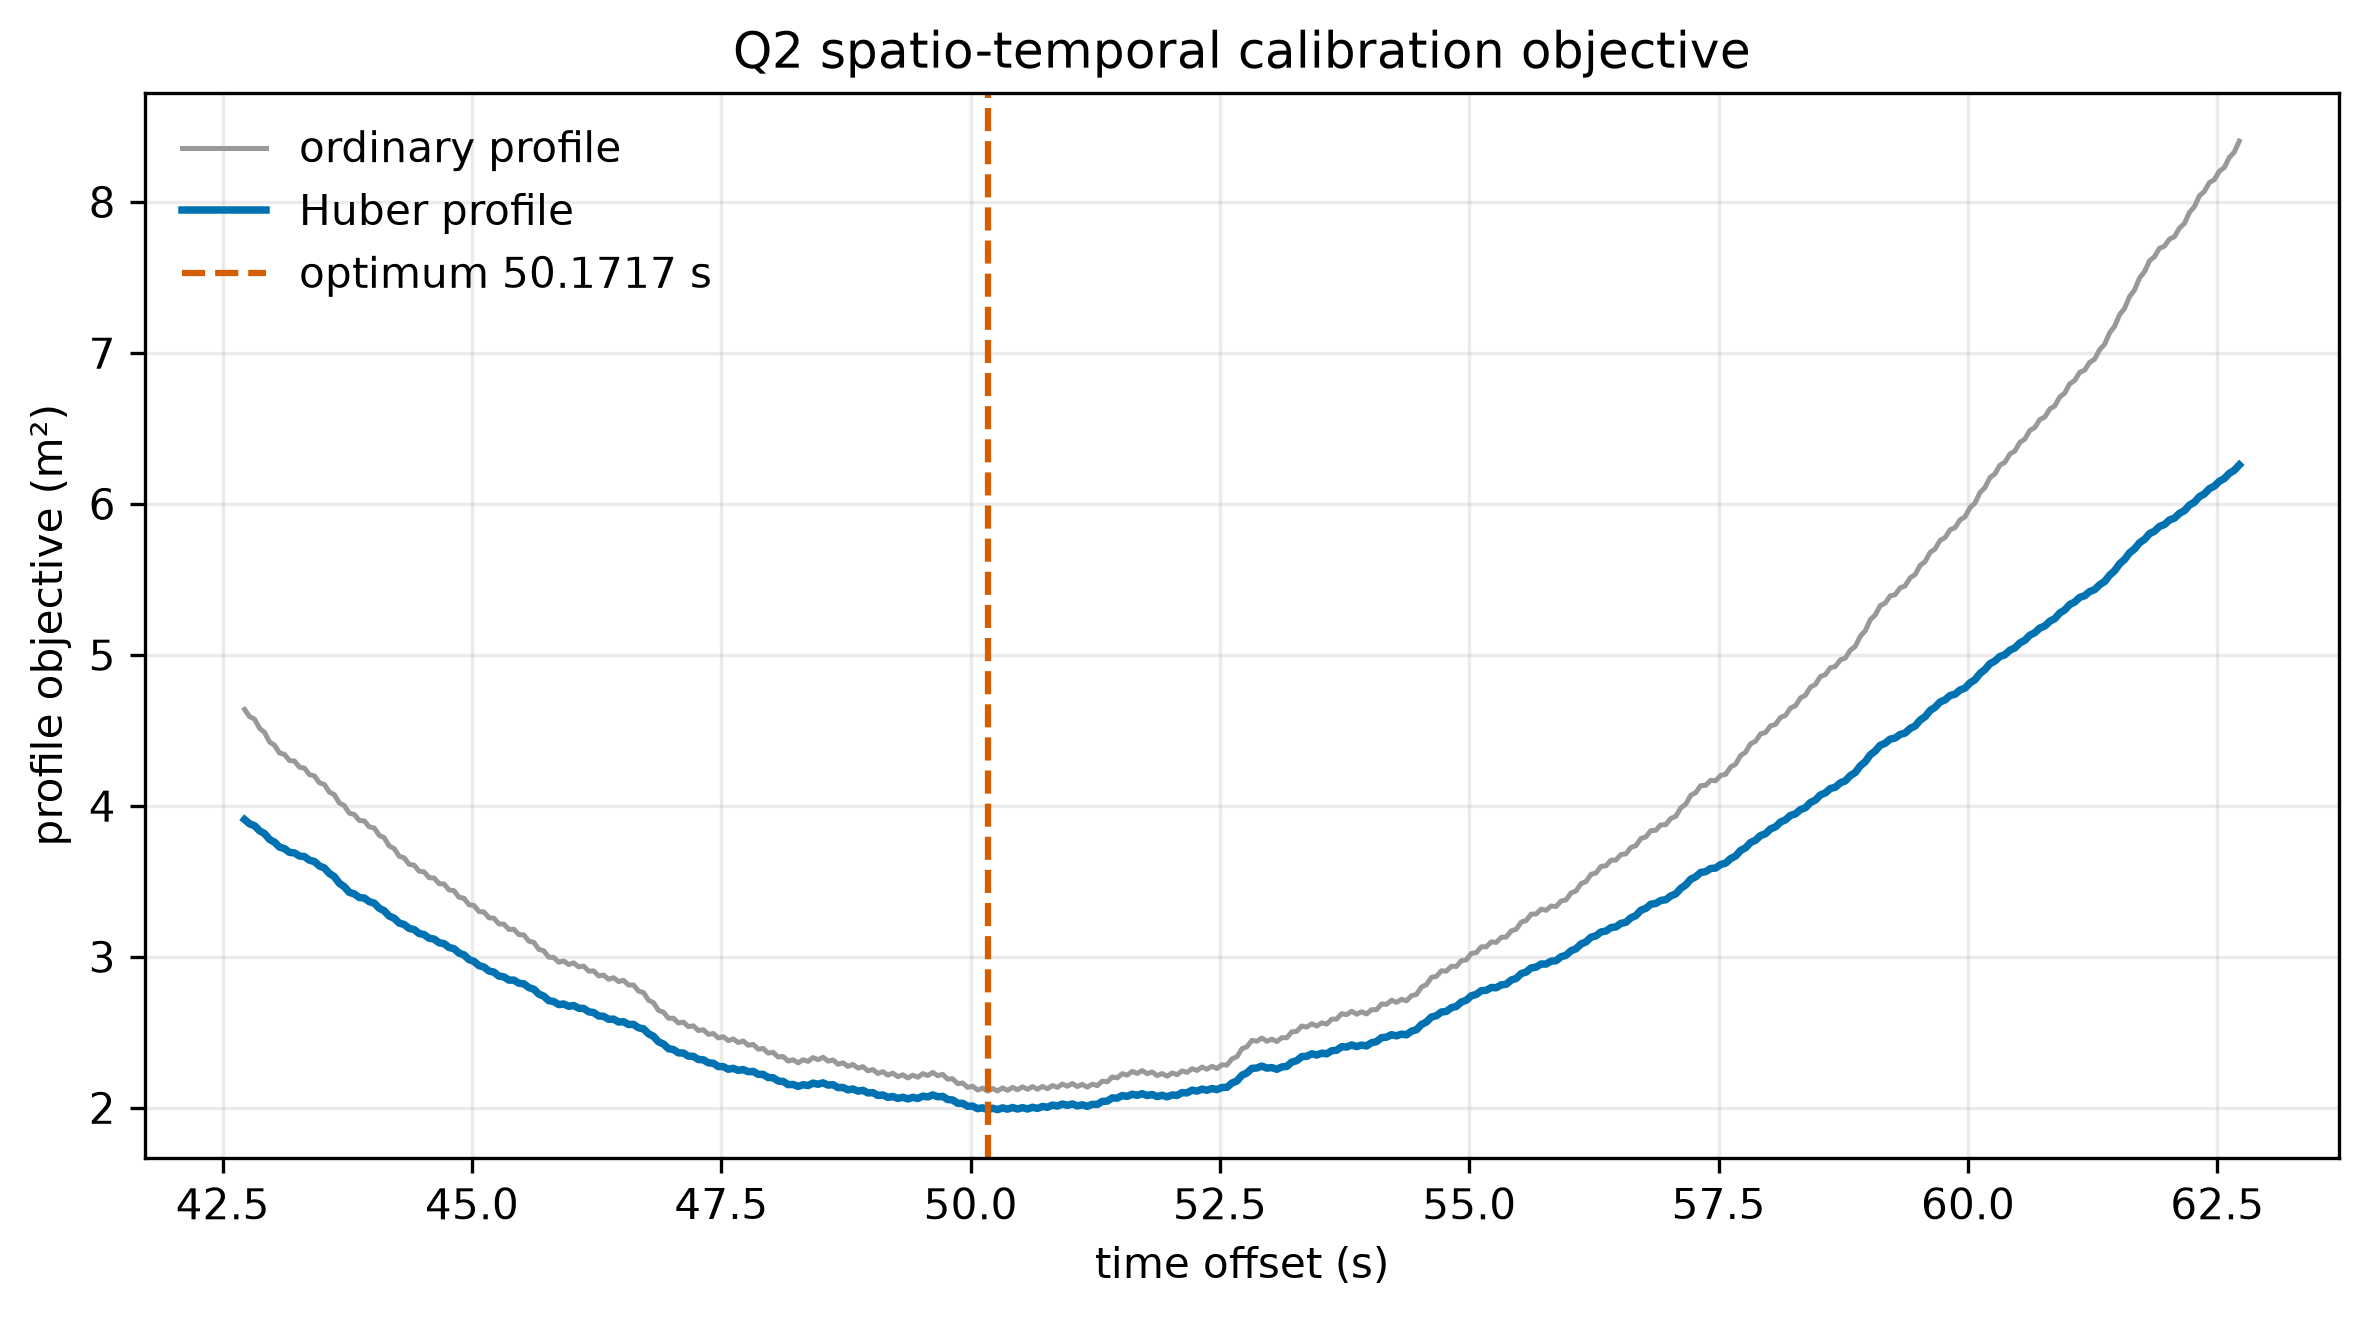 Q2 spatio-temporal calibration objective
ordinary profile
Huber profile
optimum 50.1717 s
profile objective (m²)
8
7
6
5
4
3
2
42.5 45.0 47.5 50.0 52.5 55.0 57.5 60.0 62.5
time offset (s)